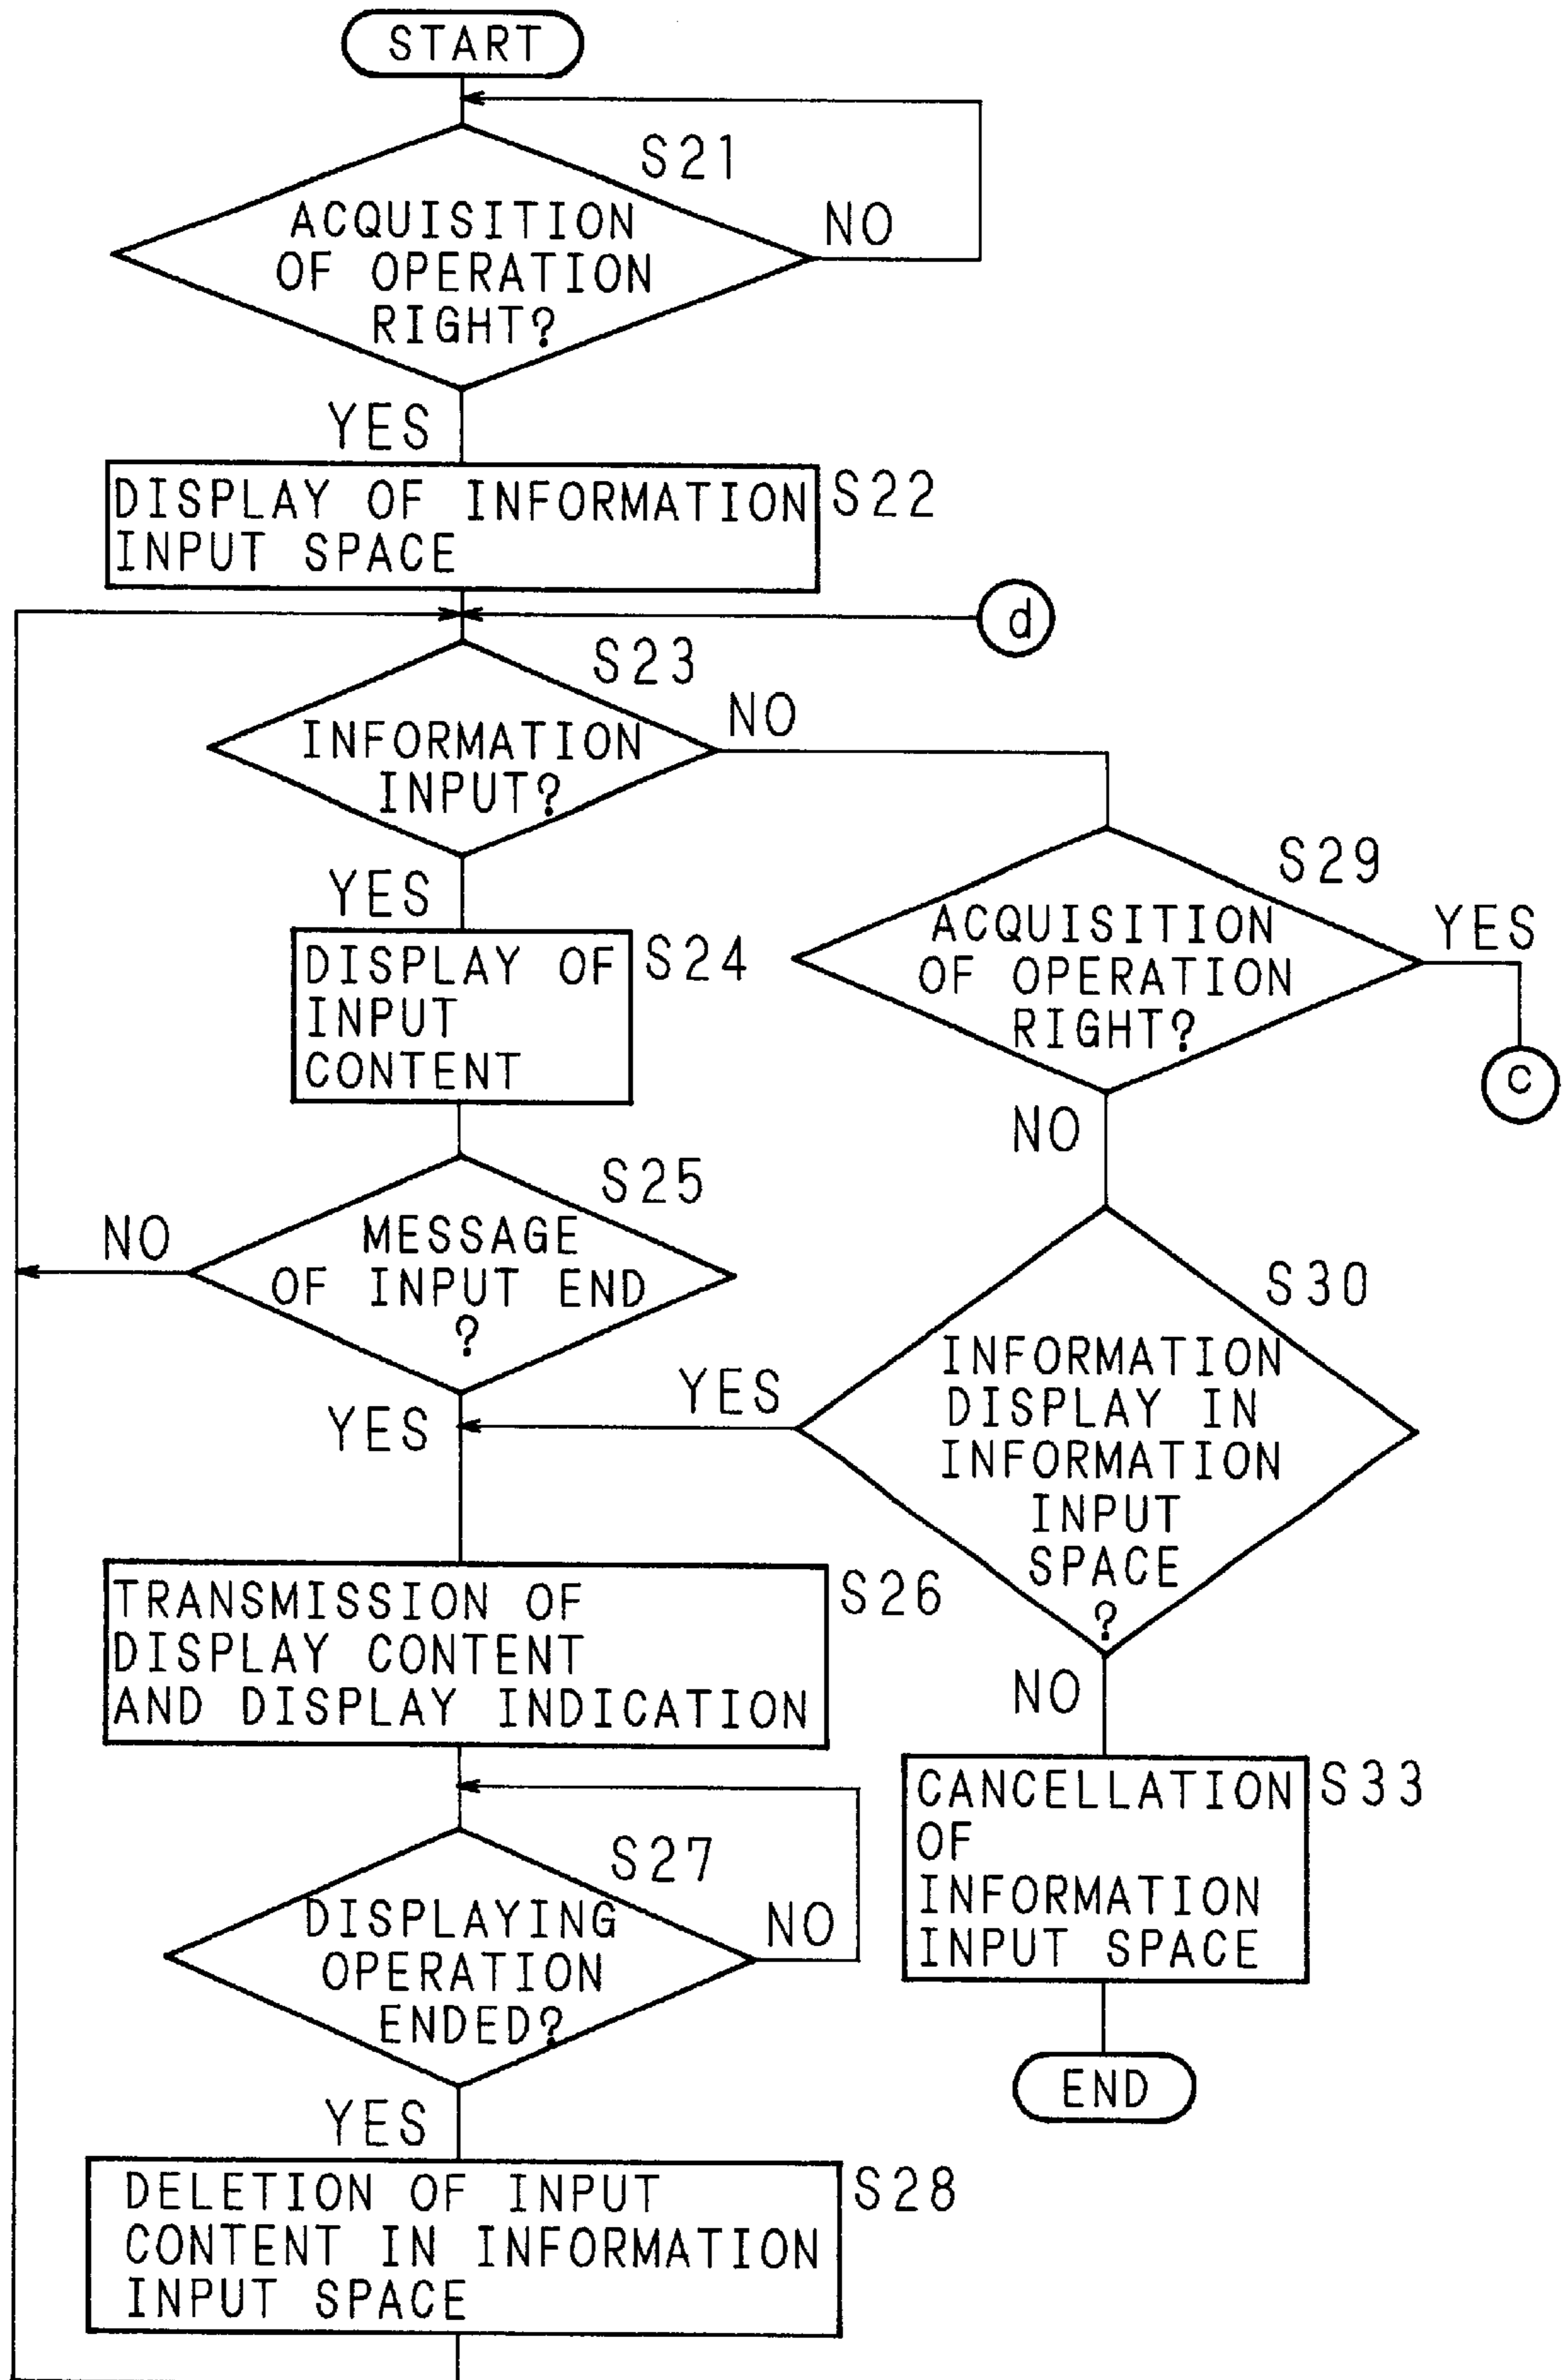 START
S21
ACQUISITION
OF OPERATION
RIGHT?
NO
YES
DISPLAY OF INFORMATION
INPUT SPACE
S22
d
S23
INFORMATION
INPUT?
NO
YES
DISPLAY OF
INPUT
CONTENT
S24
S29
ACQUISITION
OF OPERATION
RIGHT?
YES
c
NO
S25
MESSAGE
OF INPUT END
?
NO
YES
S30
INFORMATION
DISPLAY IN
INFORMATION
INPUT
SPACE
?
YES
NO
TRANSMISSION OF
DISPLAY CONTENT
AND DISPLAY INDICATION
S26
CANCELLATION
OF
INFORMATION
INPUT SPACE
S33
S27
DISPLAYING
OPERATION
ENDED?
NO
YES
END
DELETION OF INPUT
CONTENT IN INFORMATION
INPUT SPACE
S28